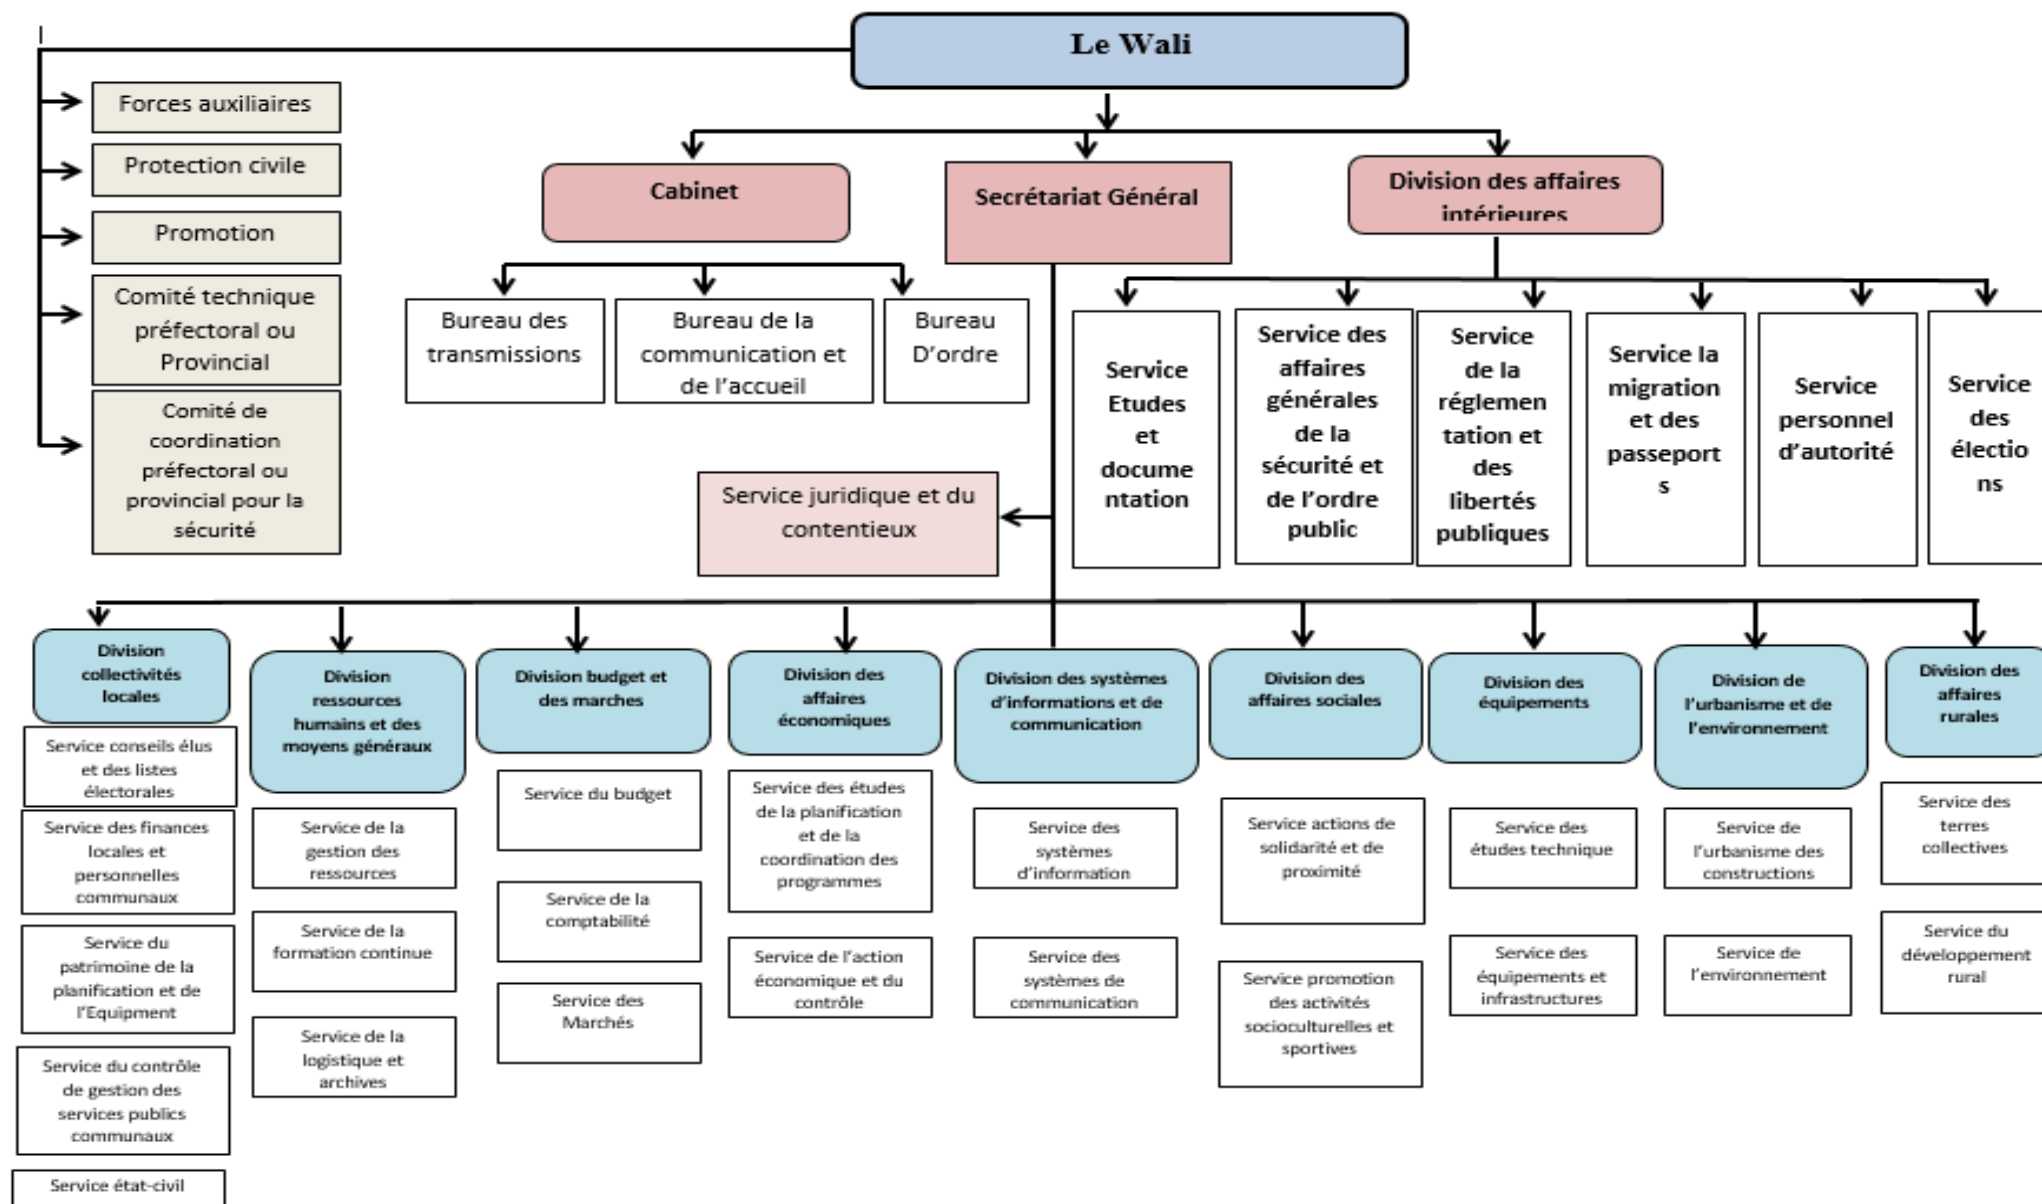 Le Wali
Forces auxiliaires
Protection civile
Promotion
Comité technique
préfectoral ou
Provincial
Comité de
coordination
préfectoral ou
provincial pour la
sécurité
Cabinet
Secrétariat Général
Division des affaires
intérieures
Bureau des
transmissions
Bureau de la
communication et
de l'accueil
Bureau
D'ordre
Service
Etudes
et
docume
ntation
Service des
affaires
générales
de la
sécurité et
de l'ordre
public
Service
de la
réglemen
tation et
des
libertés
publiques
Service la
migration
et des
passeport
s
Service
personnel
d'autorité
Service
des
électio
ns
Service juridique et du
contentieux
Division
collectivités
locales
Service conseils élus
et des listes
électorales
Service des finances
locales et
personnelles
communaux
Service du
patrimoine de la
planification et de
l'Equipment
Service du contrôle
de gestion des
services publics
communaux
Service état-civil
Division
ressources
humains et des
moyens généraux
Service de la
gestion des
ressources
Service de la
formation continue
Service de la
logistique et
archives
Division budget et
des marches
Service du budget
Service de la
comptabilité
Service des
Marchés
Division des
affaires
économiques
Service des études
de la planification
et de la
coordination des
programmes
Service de l'action
économique et du
contrôle
Division des systèmes
d'informations et de
communication
Service des
systèmes
d'information
Service des
systèmes de
communication
Division des
affaires sociales
Service actions de
solidarité et de
proximité
Service promotion
des activités
socioculturelles et
sportives
Division des
équipements
Service des
études technique
Service des
équipements et
infrastructures
Division de
l'urbanisme et de
l'environnement
Service de
l'urbanisme des
constructions
Service de
l'environnement
Division des
affaires
rurales
Service des
terres
collectives
Service du
développement
rural